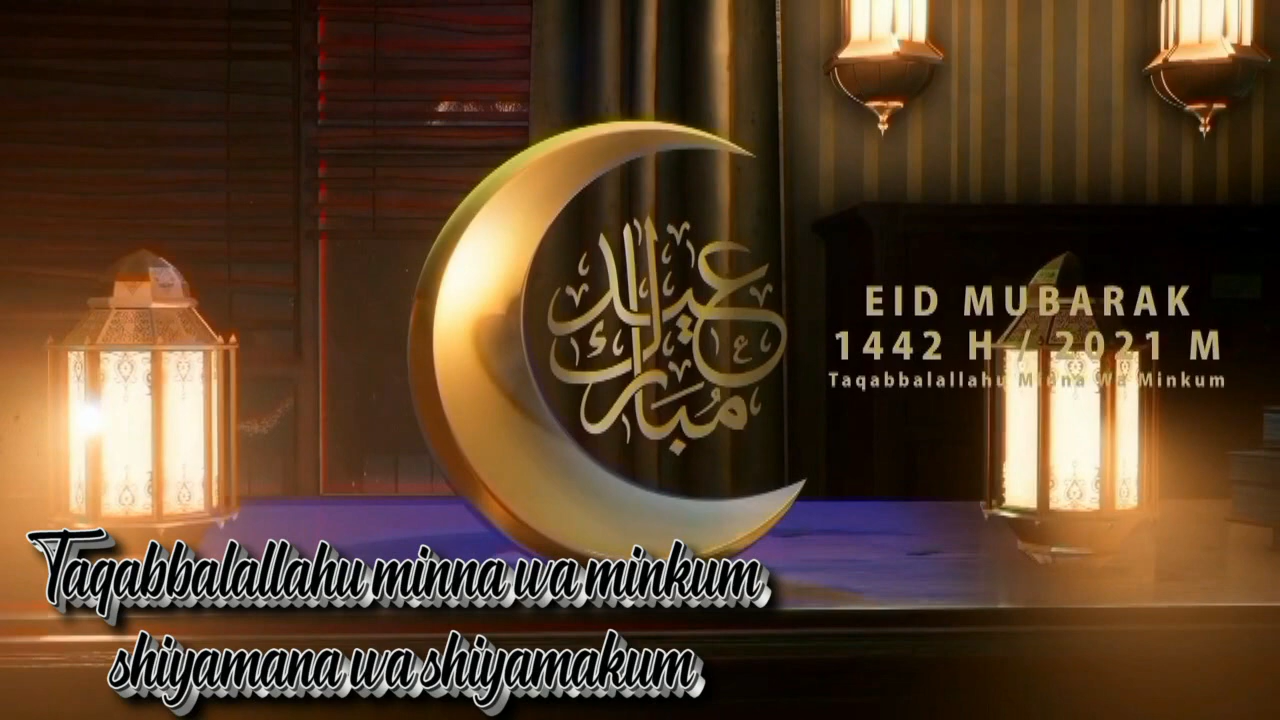 عيد
مبارك
EID MUBARAK
1442 H / 2021 M
Taqabbalallahu Minna Wa Minkum
Taqabbalallahu minna wa minkum
shiyamana wa shiyamakum